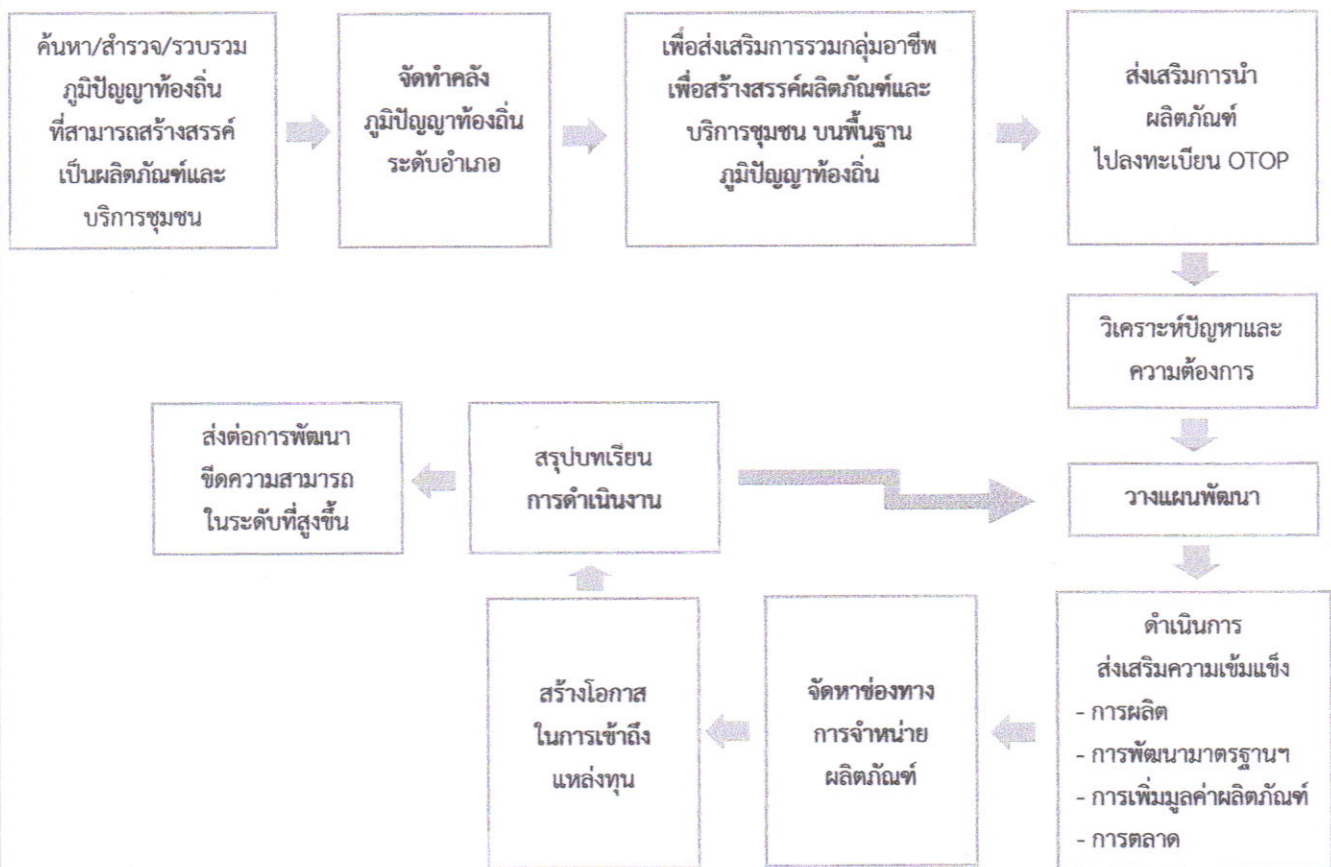 ค้นหา/สำรวจ/รวบรวม
ภูมิปัญญาท้องถิ่น
ที่สามารถสร้างสรรค์
เป็นผลิตภัณฑ์และ
บริการชุมชน
จัดทำคลัง
ภูมิปัญญาท้องถิ่น
ระดับอำเภอ
เพื่อส่งเสริมการรวมกลุ่มอาชีพ
เพื่อสร้างสรรค์ผลิตภัณฑ์และ
บริการชุมชน บนพื้นฐาน
ภูมิปัญญาท้องถิ่น
ส่งเสริมการนำ
ผลิตภัณฑ์
ไปลงทะเบียน OTOP
วิเคราะห์ปัญหาและ
ความต้องการ
วางแผนพัฒนา
ดำเนินการ
ส่งเสริมความเข้มแข็ง
- การผลิต
- การพัฒนามาตรฐานฯ
- การเพิ่มมูลค่าผลิตภัณฑ์
- การตลาด
จัดหาช่องทาง
การจำหน่าย
ผลิตภัณฑ์
สร้างโอกาส
ในการเข้าถึง
แหล่งทุน
สรุปบทเรียน
การดำเนินงาน
ส่งต่อการพัฒนา
ขีดความสามารถ
ในระดับที่สูงขึ้น